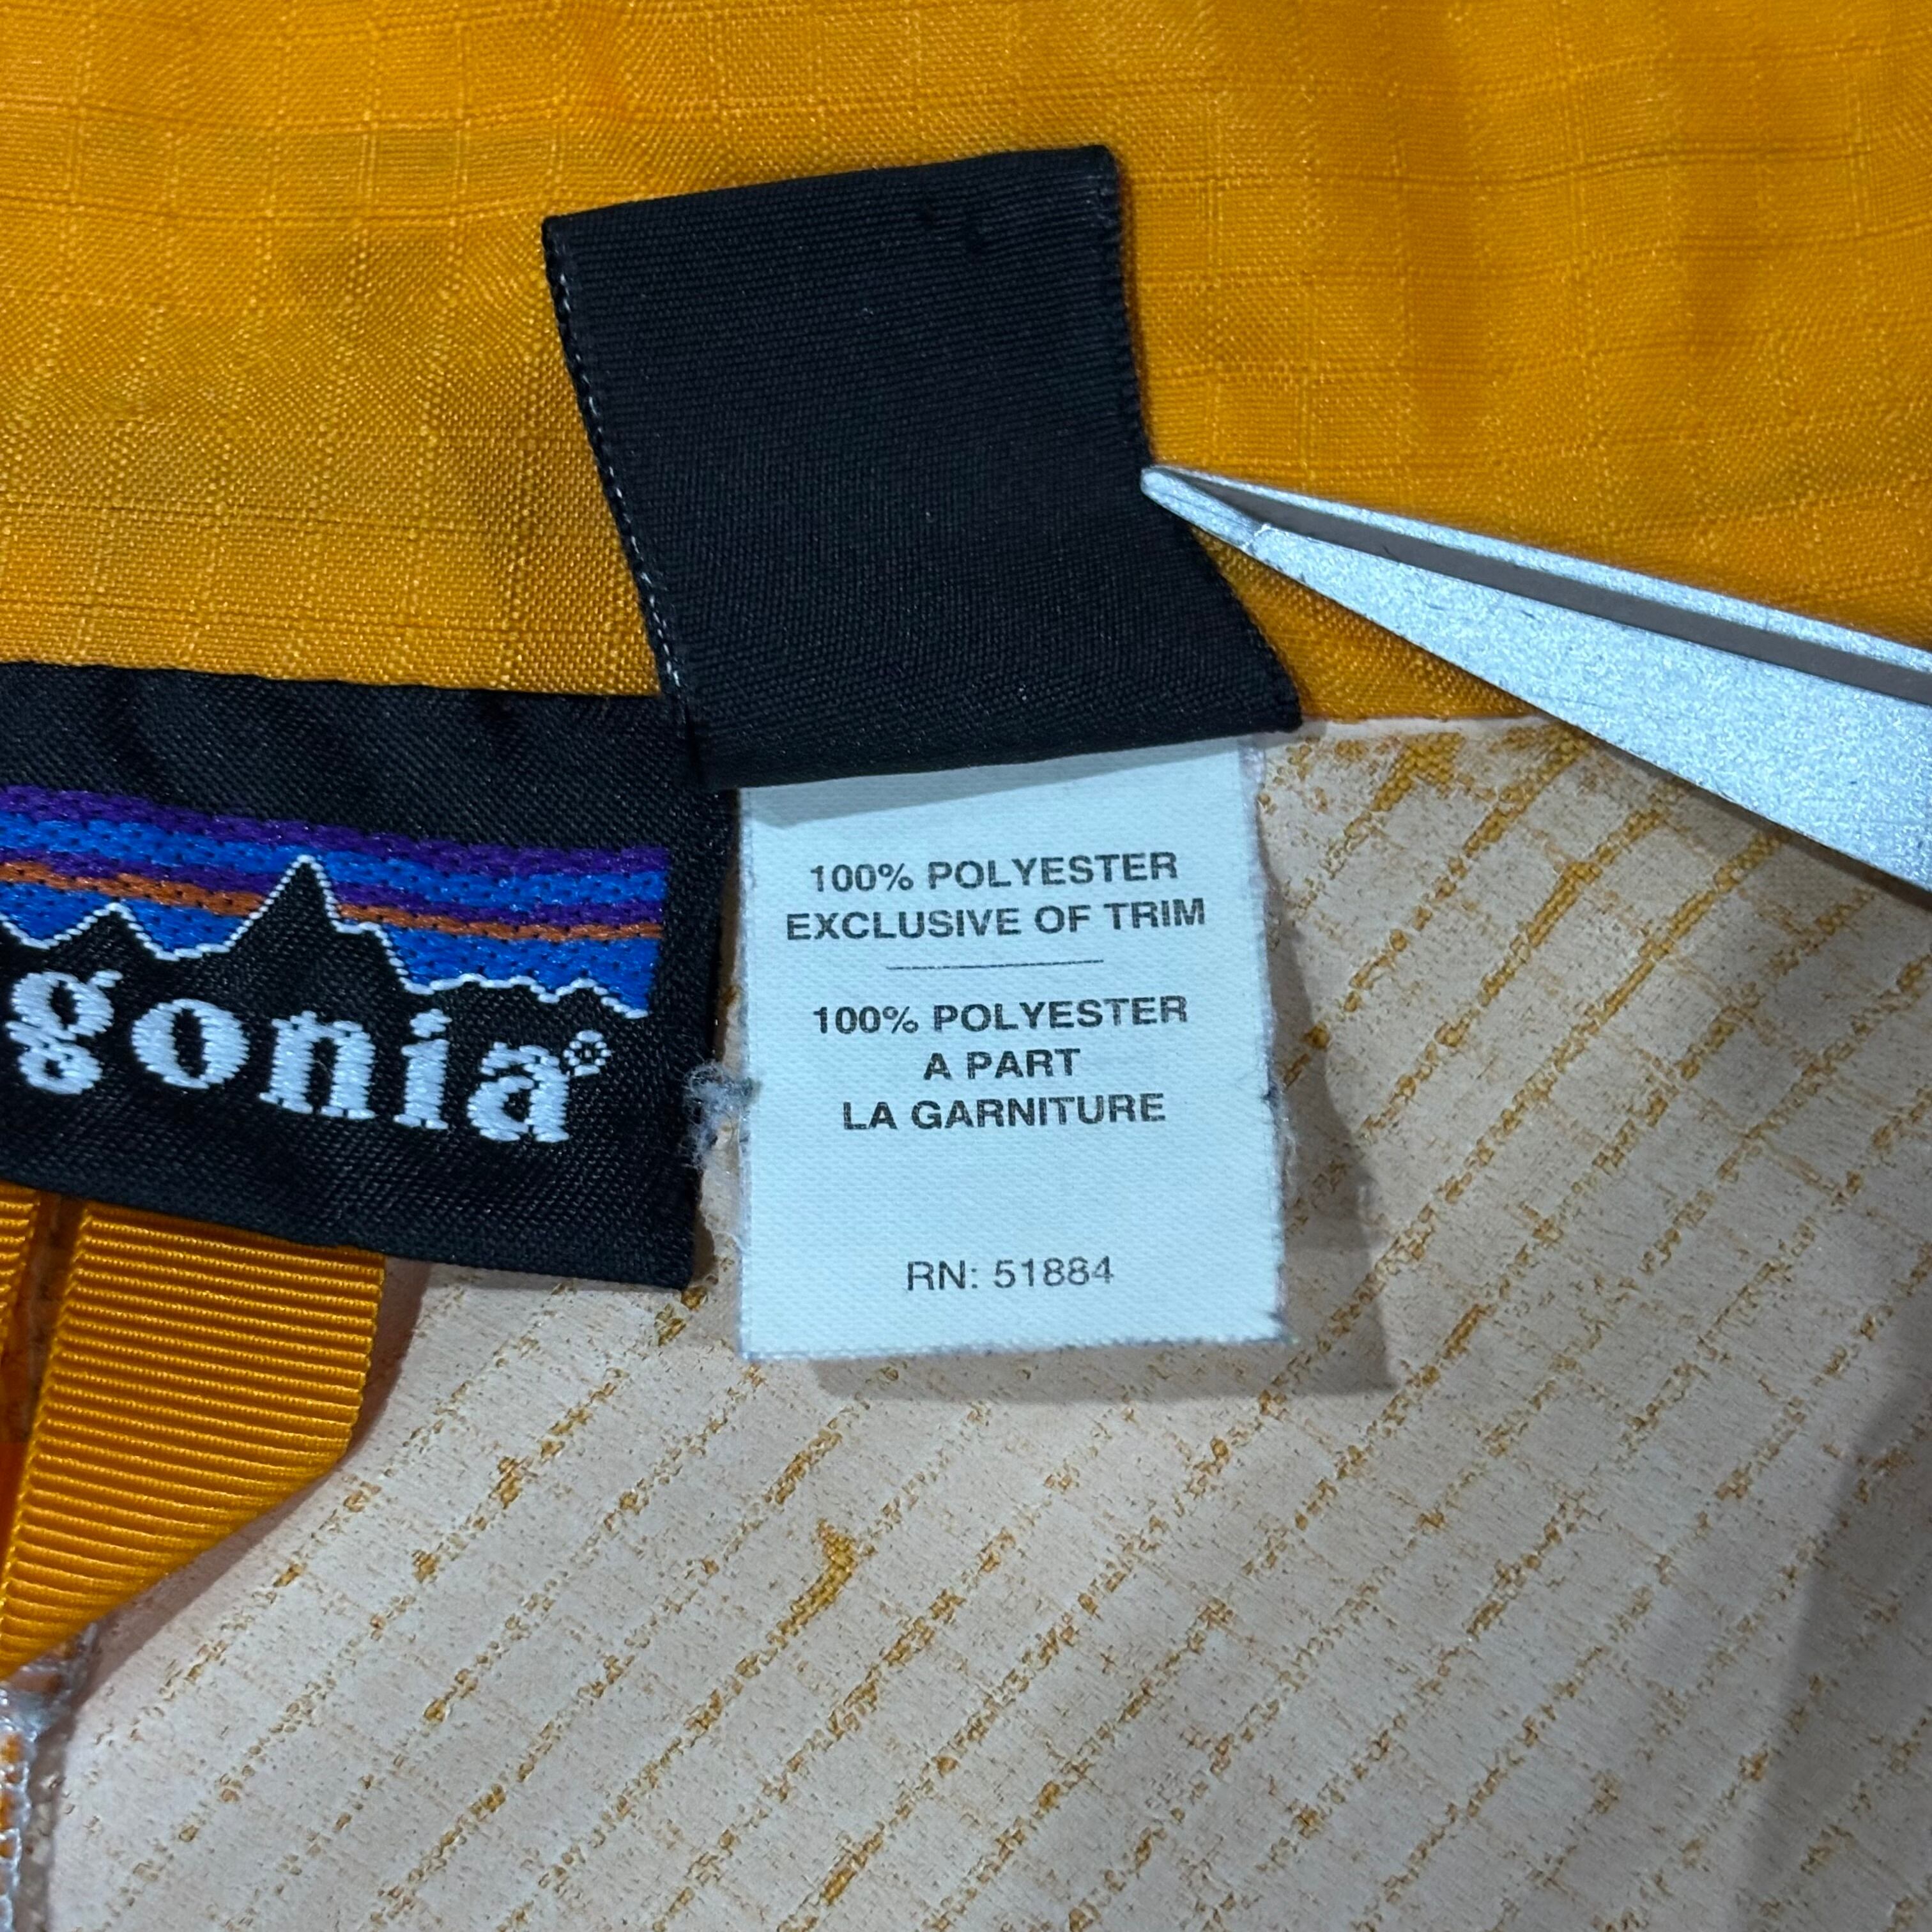 gonia®
100% POLYESTER
EXCLUSIVE OF TRIM
100% POLYESTER
A PART
LA GARNITURE
RN: 51884